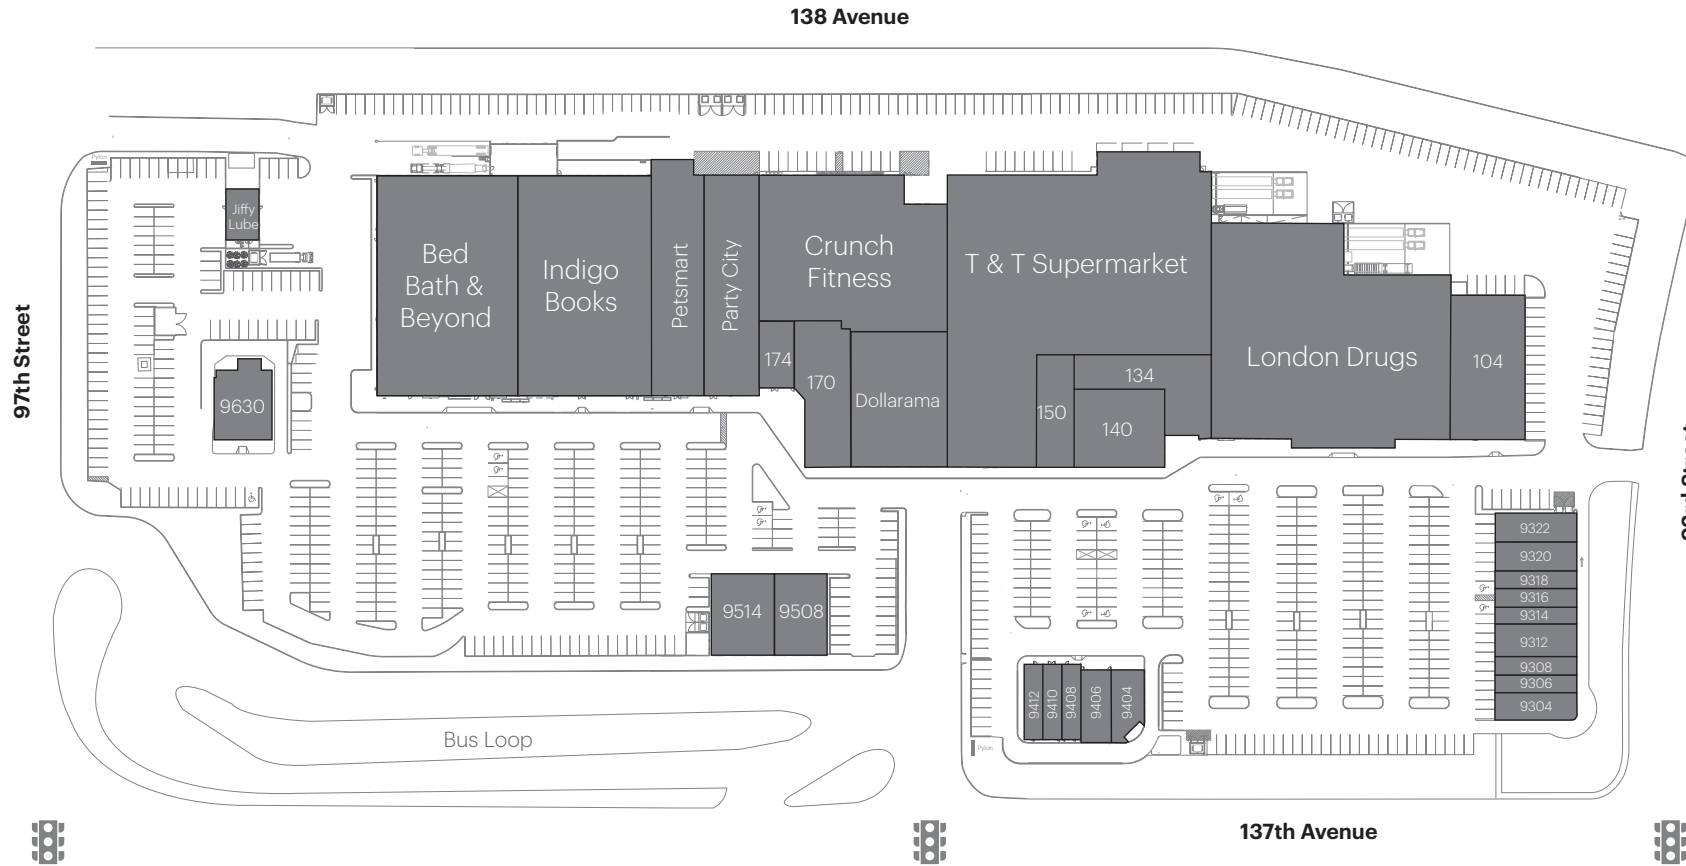 138 Avenue
Pylon
Jiffy
Lube
Bed
Bath &
Beyond
Indigo
Books
Petsmart
Party City
Crunch
Fitness
T & T Supermarket
London Drugs
104
174
170
Dollarama
150
134
140
97th Street
9630
9514
9508
9322
9320
9318
9316
9314
9312
9308
9306
9304
9412
9410
9408
9406
9404
Pylon
Bus Loop
137th Avenue